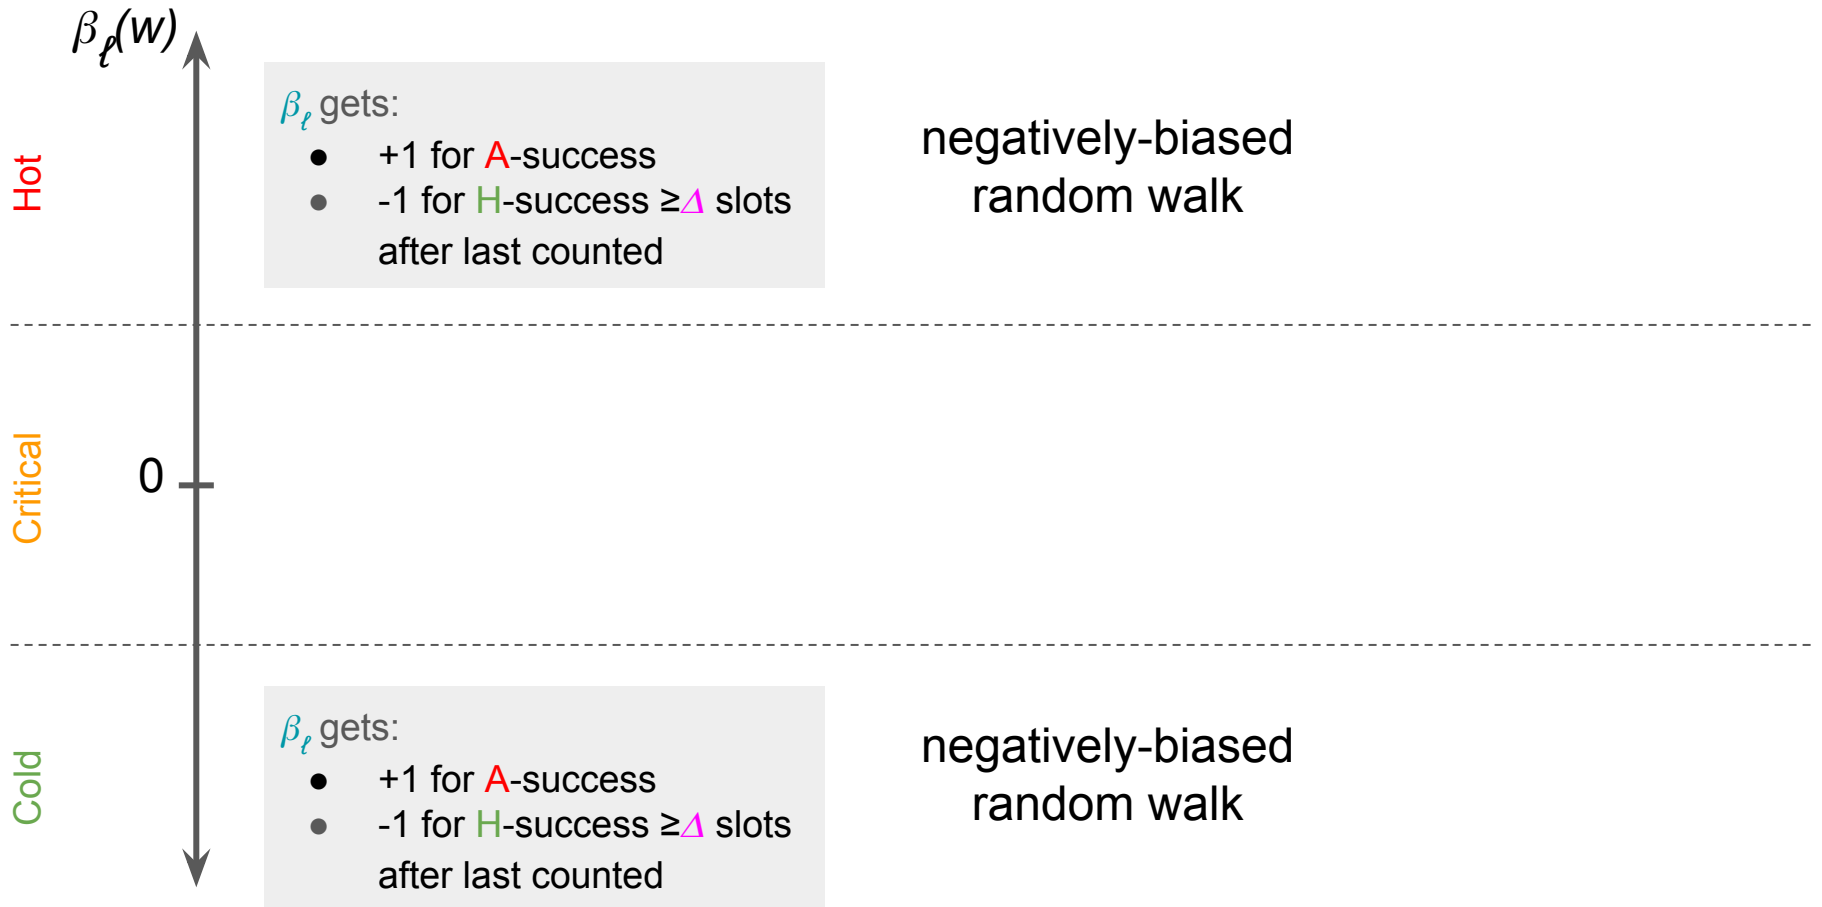 βℓ(w)
Hot
βℓ gets:
● +1 for A-success
● -1 for H-success ≥Δ slots
after last counted
negatively-biased
random walk
Critical
0
Cold
βℓ gets:
● +1 for A-success
● -1 for H-success ≥Δ slots
after last counted
negatively-biased
random walk